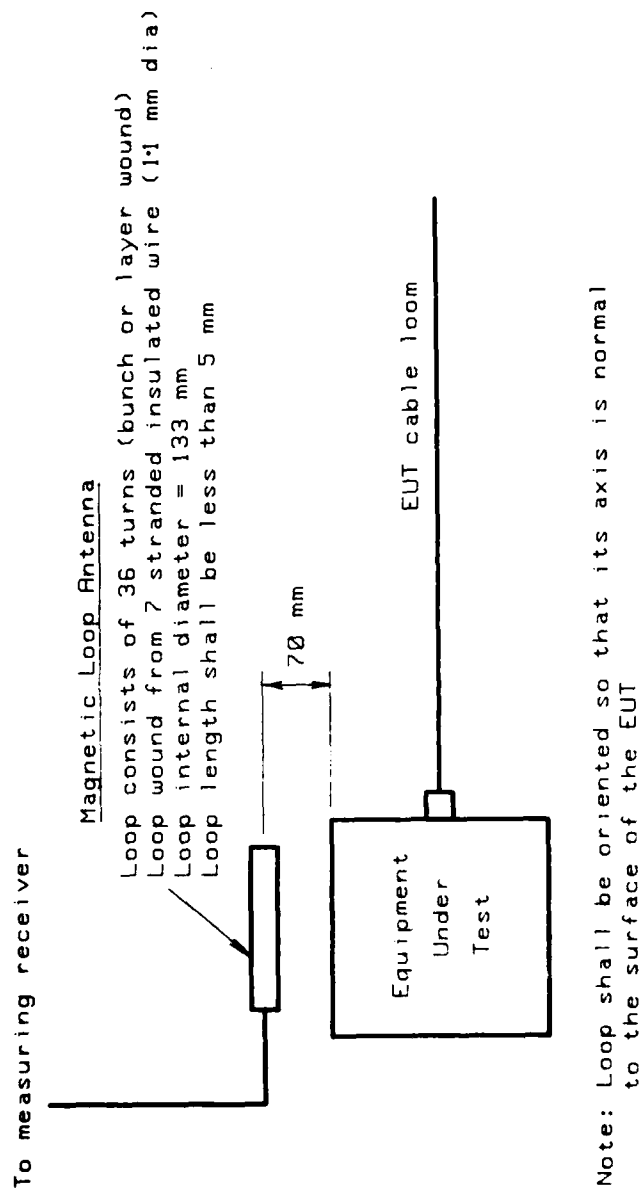 To measuring receiver
Magnetic Loop Antenna
Loop consists of 36 turns (bunch or layer wound)
Loop wound from 7 stranded insulated wire (1·1 mm dia)
Loop internal diameter = 133 mm
Loop length shall be less than 5 mm
70 mm
EUT cable loom
Equipment
Under
Test
Note: Loop shall be oriented so that its axis is normal
to the surface of the EUT